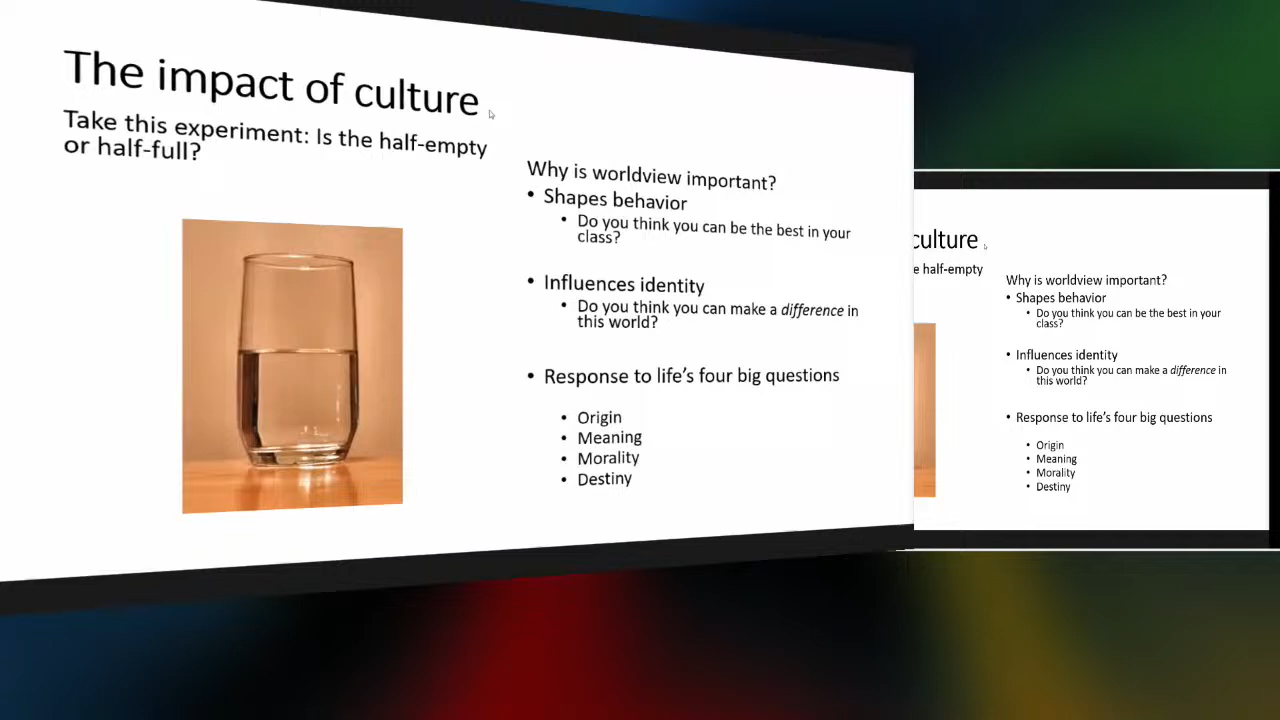 The impact of culture
Take this experiment: Is the half-empty
or half-full?
Why is worldview important?
• Shapes behavior
• Do you think you can be the best in your
class?
• Influences identity
• Do you think you can make a difference in
this world?
• Response to life’s four big questions
• Origin
• Meaning
• Morality
• Destiny
culture
half-empty
Why is worldview important?
• Shapes behavior
• Do you think you can be the best in your
class?
• Influences identity
• Do you think you can make a difference in
this world?
• Response to life’s four big questions
• Origin
• Meaning
• Morality
• Destiny